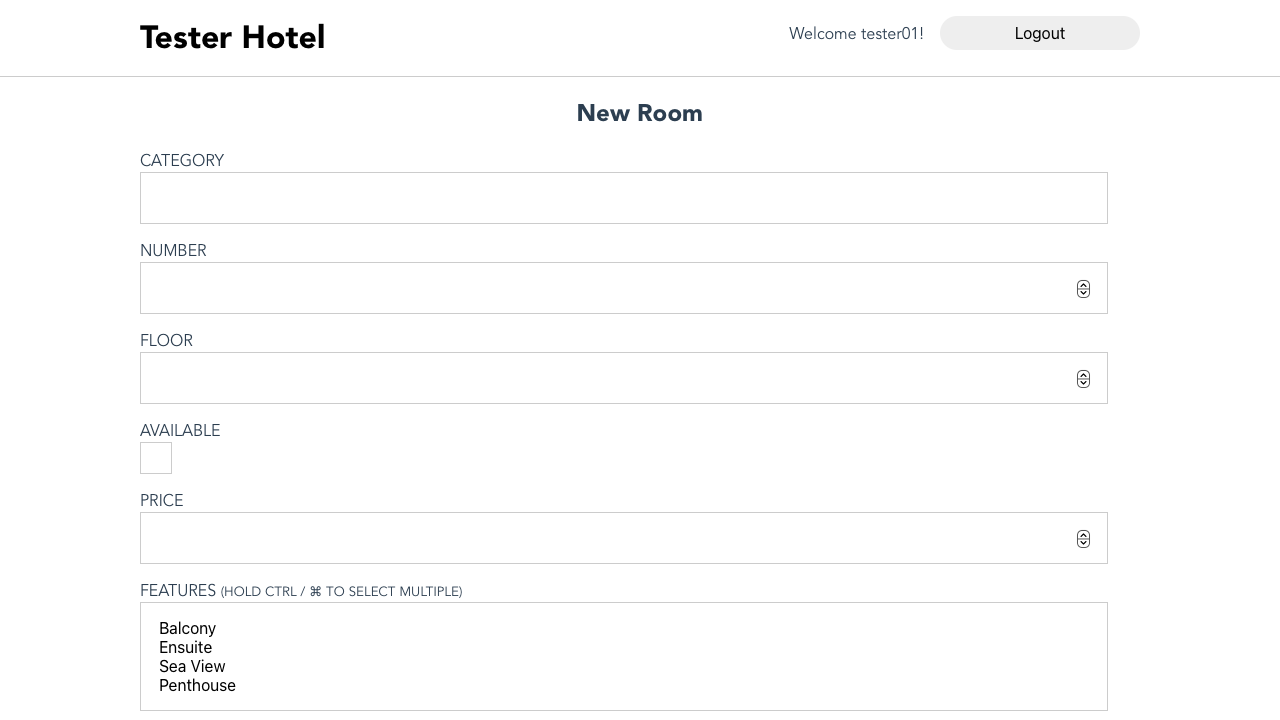 Tester Hotel
Welcome tester01!
Logout
New Room
CATEGORY
NUMBER
FLOOR
AVAILABLE
PRICE
FEATURES (HOLD CTRL / ⌘ TO SELECT MULTIPLE)
Balcony
Ensuite
Sea View
Penthouse